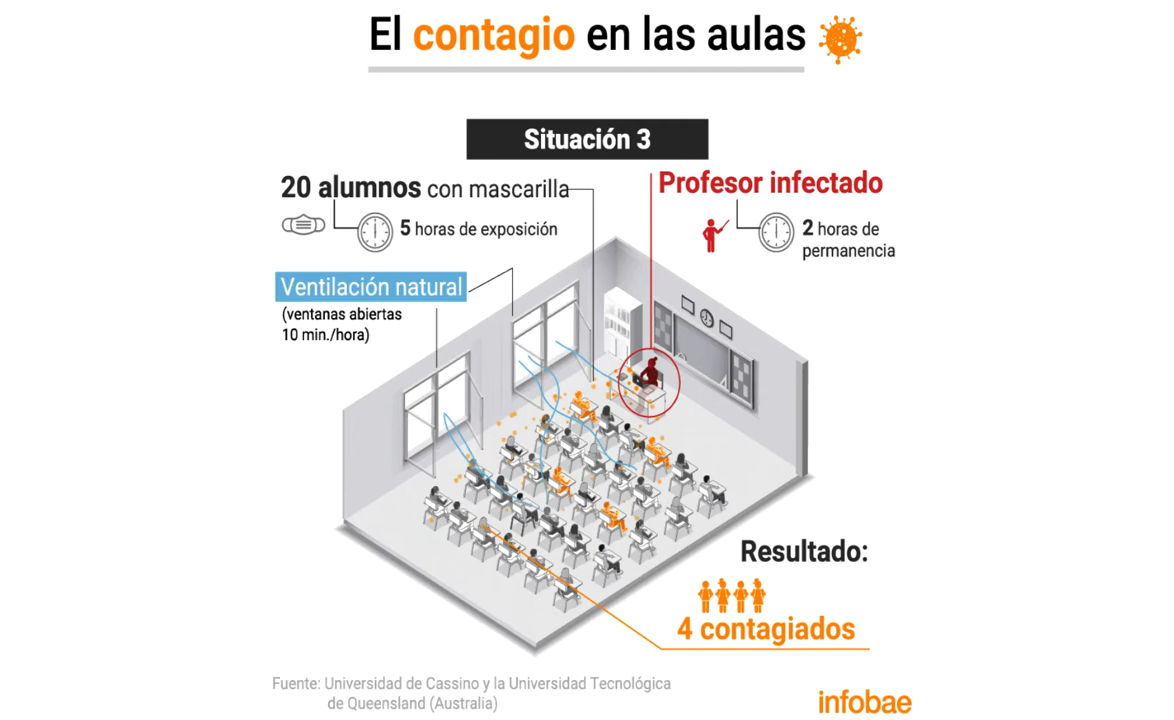 El contagio en las aulas
Situación 3
20 alumnos con mascarilla
5 horas de exposición
Profesor infectado
2 horas de
permanencia
Ventilación natural
(ventanas abiertas
10 min./hora)
Resultado:
4 contagiados
Fuente: Universidad de Cassino y la Universidad Tecnológica
de Queensland (Australia)
infobae